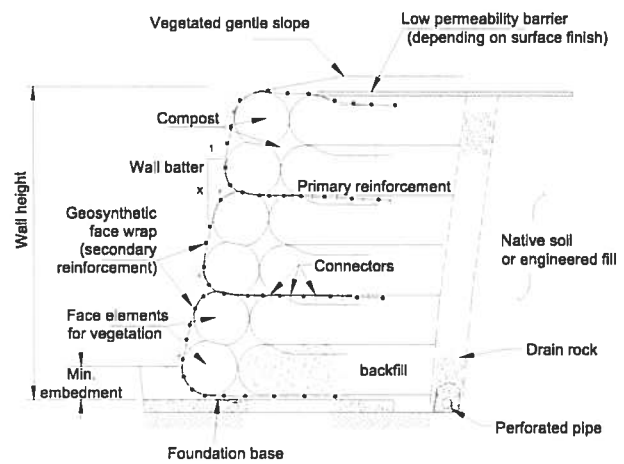 Vegetated gentle slope
Low permeability barrier
(depending on surface finish)
Compost
1
Wall batter
x
Primary reinforcement
Wall height
Geosynthetic
face wrap
(secondary
reinforcement)
Native soil
or engineered fill
Connectors
Face elements
for vegetation
Drain rock
Min.
embedment
backfill
Perforated pipe
Foundation base